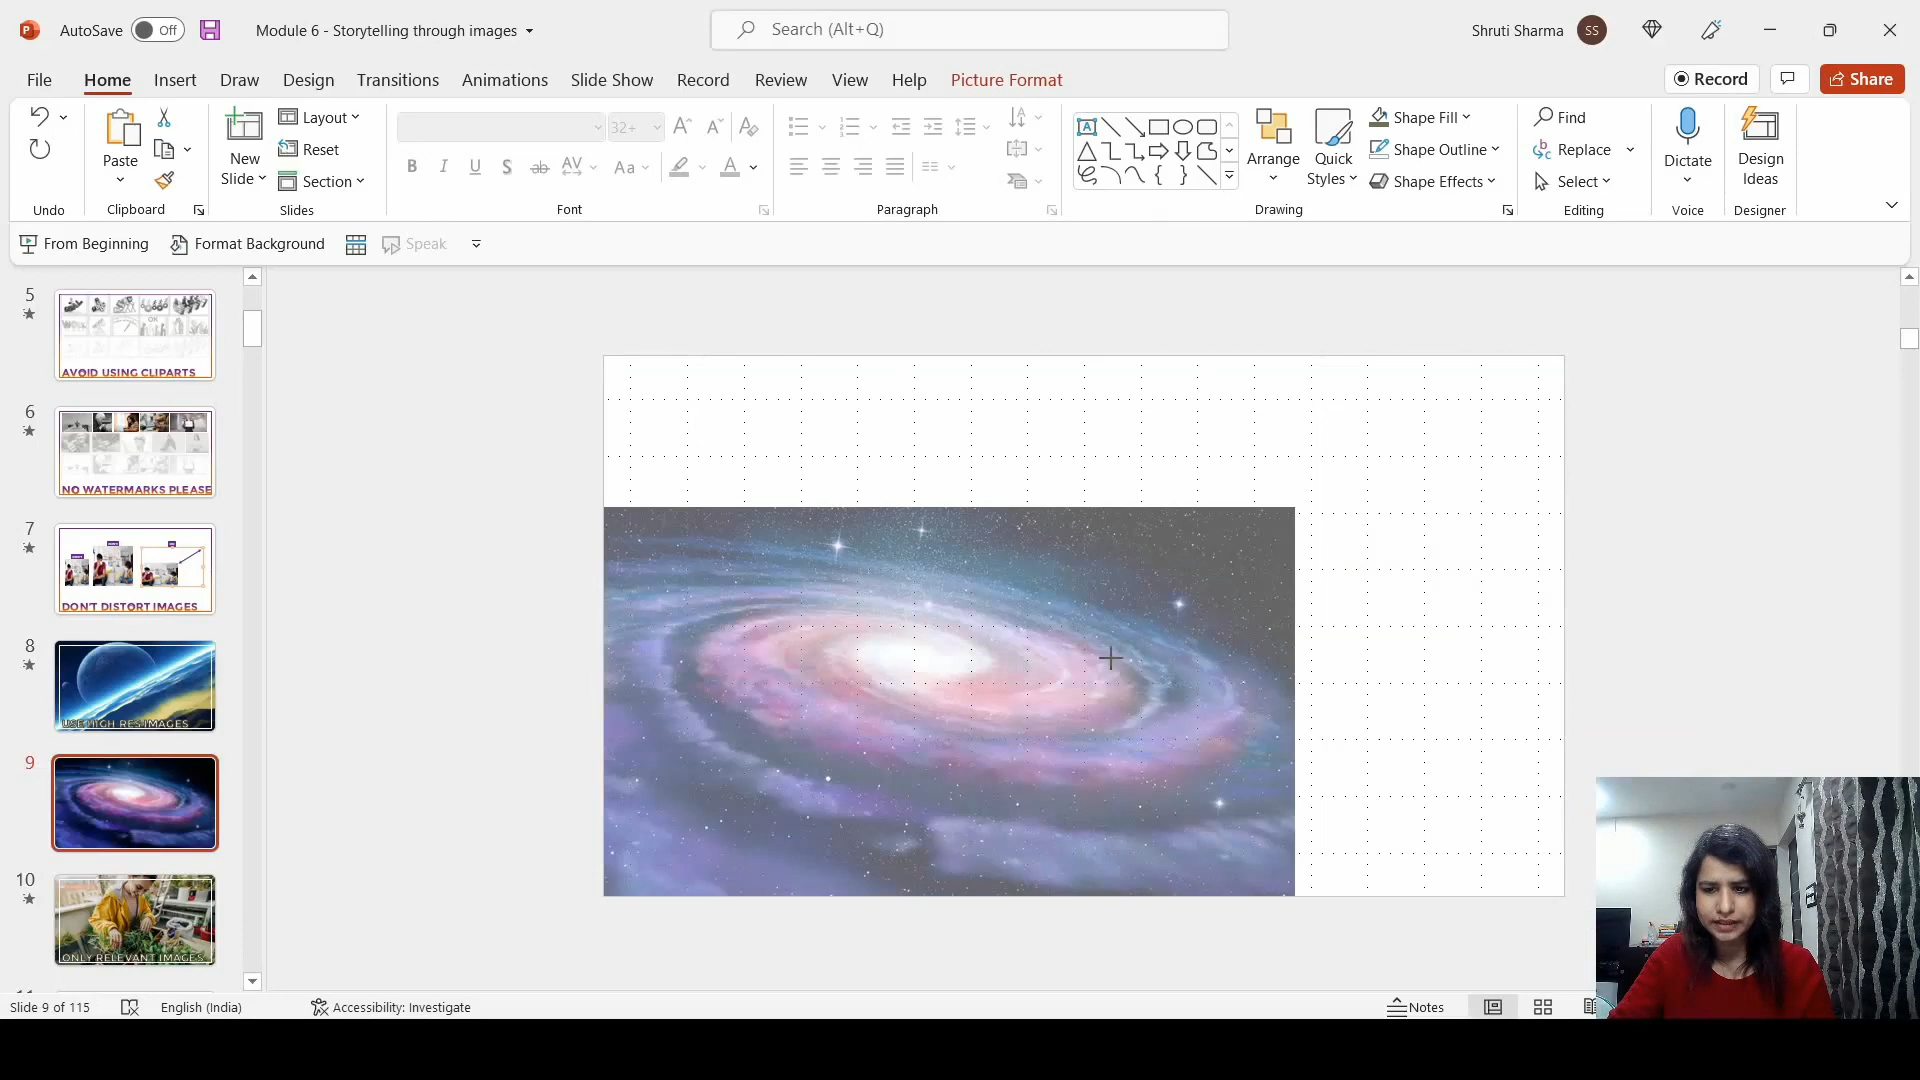 AutoSave Off Module 6 - Storytelling through images Search (Alt+Q) Shruti Sharma SS
File Home Insert Draw Design Transitions Animations Slide Show Record Review View Help Picture Format Record Share
Paste
Clipboard
Undo
New Slide
Layout
Reset
Section
Slides
32+
B I U S ab AV Aa A
Font
Paragraph
Arrange
Quick Styles
Shape Fill
Shape Outline
Shape Effects
Drawing
Find
Replace
Select
Editing
Dictate
Voice
Design Ideas
Designer
From Beginning Format Background Speak
5
AVOID USING CLIPARTS
6
NO WATERMARKS PLEASE
7
DON'T DISTORT IMAGES
8
USE HIGH RES IMAGES
9
10
ONLY RELEVANT IMAGES
Slide 9 of 115 English (India) Accessibility: Investigate Notes